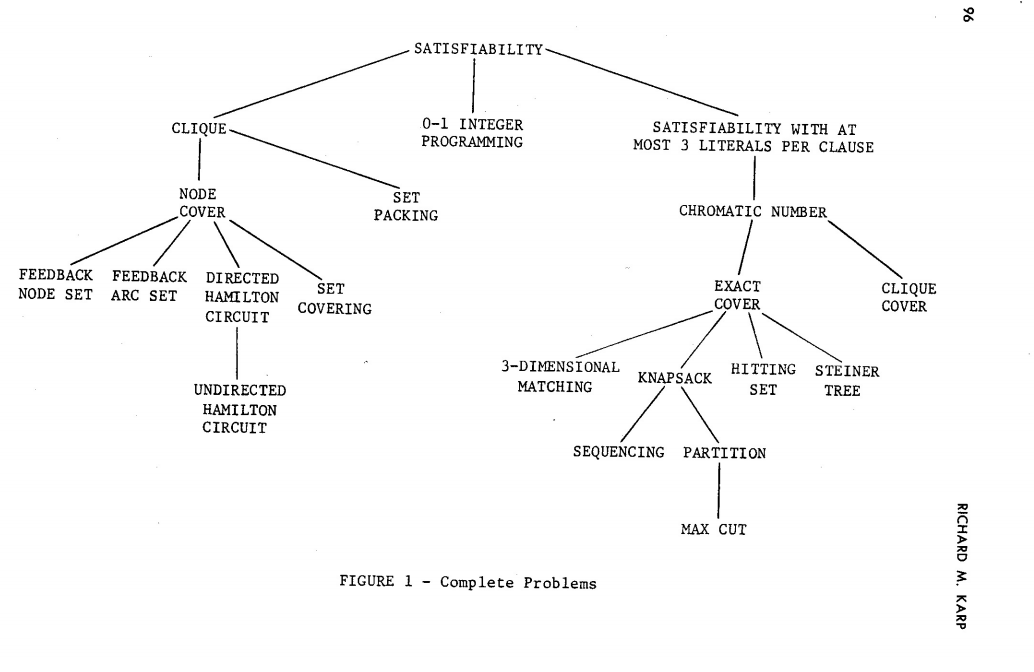 96
SATISFIABILITY
CLIQUE
0-1 INTEGER
PROGRAMMING
SATISFIABILITY WITH AT
MOST 3 LITERALS PER CLAUSE
NODE
COVER
SET
PACKING
CHROMATIC NUMBER
FEEDBACK
NODE SET
FEEDBACK
ARC SET
DIRECTED
HAMILTON
CIRCUIT
SET
COVERING
EXACT
COVER
CLIQUE
COVER
UNDIRECTED
HAMILTON
CIRCUIT
3-DIMENSIONAL
MATCHING
KNAPSACK
HITTING
SET
STEINER
TREE
SEQUENCING
PARTITION
MAX CUT
FIGURE 1 - Complete Problems
RICHARD M. KARP